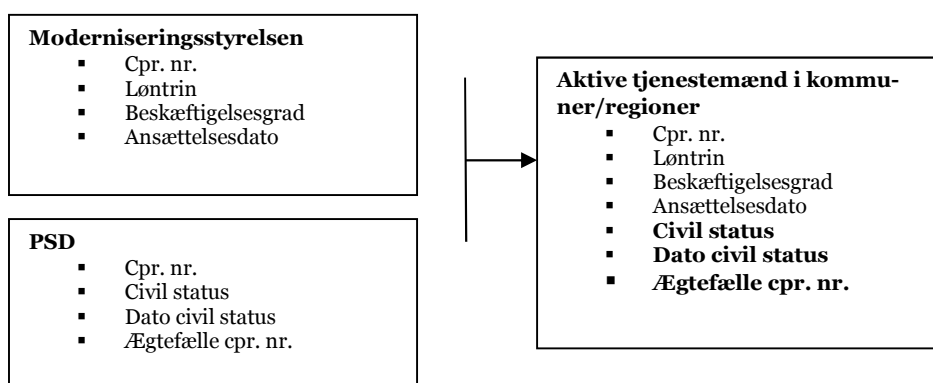 Moderniseringsstyrelsen
▪ Cpr. nr.
▪ Løntrin
▪ Beskæftigelsesgrad
▪ Ansættelsesdato
PSD
▪ Cpr. nr.
▪ Civil status
▪ Dato civil status
▪ Ægtefælle cpr. nr.
Aktive tjenestemænd i kommu-
ner/regioner
▪ Cpr. nr.
▪ Løntrin
▪ Beskæftigelsesgrad
▪ Ansættelsesdato
▪ Civil status
▪ Dato civil status
▪ Ægtefælle cpr. nr.